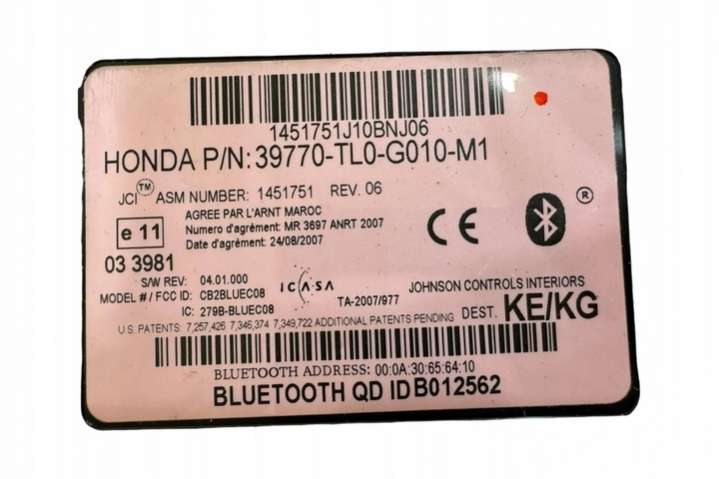 1451751J10BNJ06
HONDA P/N: 39770-TL0-G010-M1
JCI™ ASM NUMBER: 1451751 REV. 06
AGREE PAR L'ARNT MAROC
Numero d'agrément: MR 3697 ANRT 2007
Date d'agrément: 24/08/2007
e 11
03 3981
CE
®
S/W REV: 04.01.000
MODEL # / FCC ID: CB2BLUEC08
IC: 279B-BLUEC08
ICASA
TA-2007/977
JOHNSON CONTROLS INTERIORS
DEST. KE/KG
U.S. PATENTS: 7,257,426 7,346,374 7,349,722 ADDITIONAL PATENTS PENDING
BLUETOOTH ADDRESS: 00:0A:30:65:64:10
BLUETOOTH QD ID B012562